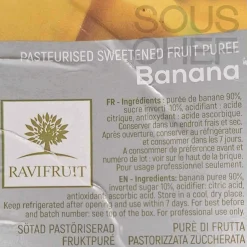 SOUS
CHEF
PASTEURISED SWEETENED FRUIT PUREE
Banana
FR - Ingrédients : purée de banane 90%,
sucre inverti 10%, acidifiant : acide
citrique, antioxydant : acide ascorbique.
Conserver dans un endroit frais et sec.
Après ouverture, conserver au réfrigérateur
et consommer dans les 7 jours.
À consommer de préférence avant et numéro de
lot : voir sur le haut de la brique.
Pour usage professionnel uniquement.
EN - Ingredients: banana puree 90%,
inverted sugar 10%, acidifier: citric acid,
antioxidant: ascorbic acid. Store in a cool, dry place.
Keep refrigerated after opening and use within 7 days. For best
before and batch number: see top of the box. For professional use only.
RAVIFRUIT
SÖTAD PASTÖRISERAD
FRUKTPURÉ
PURÈ DI FRUTTA
PASTORIZZATA ZUCCHERATA